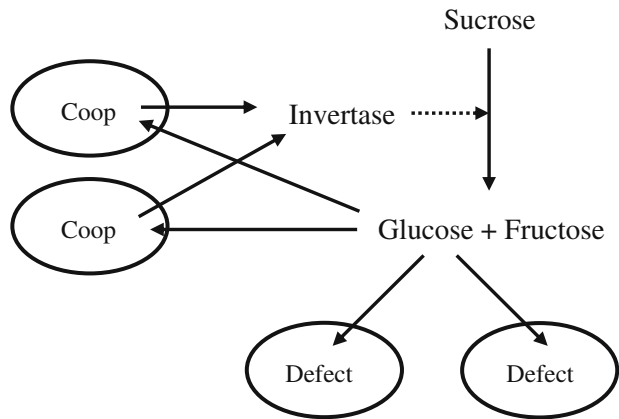 Sucrose
Coop
Invertase
Coop
Glucose + Fructose
Defect
Defect